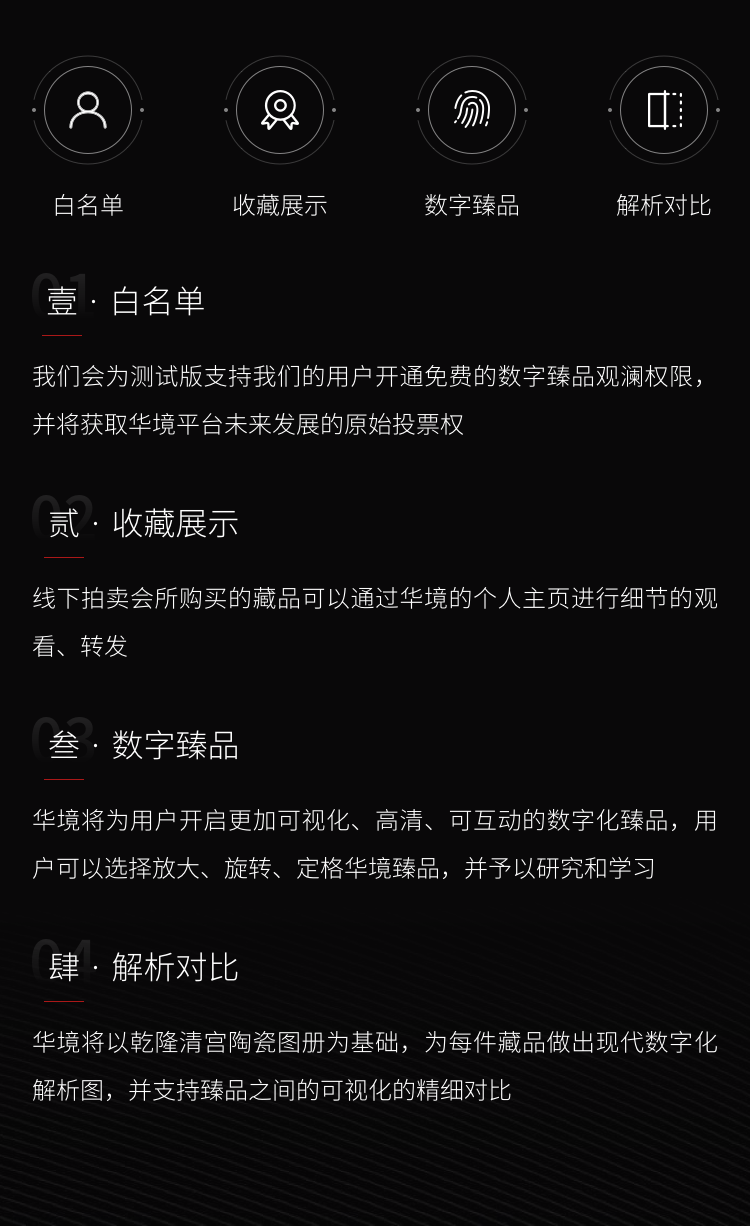 白名单
收藏展示
数字臻品
解析对比
01
壹 · 白名单
我们会为测试版支持我们的用户开通免费的数字臻品观澜权限，
并将获取华境平台未来发展的原始投票权
02
贰 · 收藏展示
线下拍卖会所购买的藏品可以通过华境的个人主页进行细节的观
看、转发
03
叁 · 数字臻品
华境将为用户开启更加可视化、高清、可互动的数字化臻品，用
户可以选择放大、旋转、定格华境臻品，并予以研究和学习
04
肆 · 解析对比
华境将以乾隆清宫陶瓷图册为基础，为每件藏品做出现代数字化
解析图，并支持臻品之间的可视化的精细对比